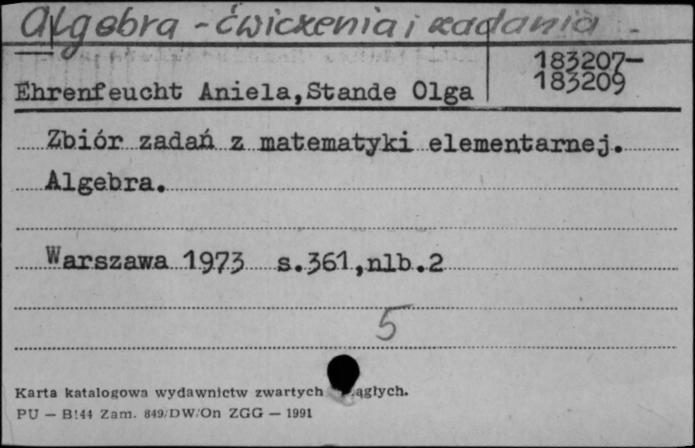 Algebra - ćwiczenia i zadania -
183207-
183209
Ehrenfeucht Aniela,Stande Olga
Zbiór zadań z matematyki elementarnej.
Algebra.
Warszawa 1973 s.361,nlb.2
5
Karta katalogowa wydawnictw zwartych ągłych.
PU — B144 Zam. 849/DW/On ZGG — 1991